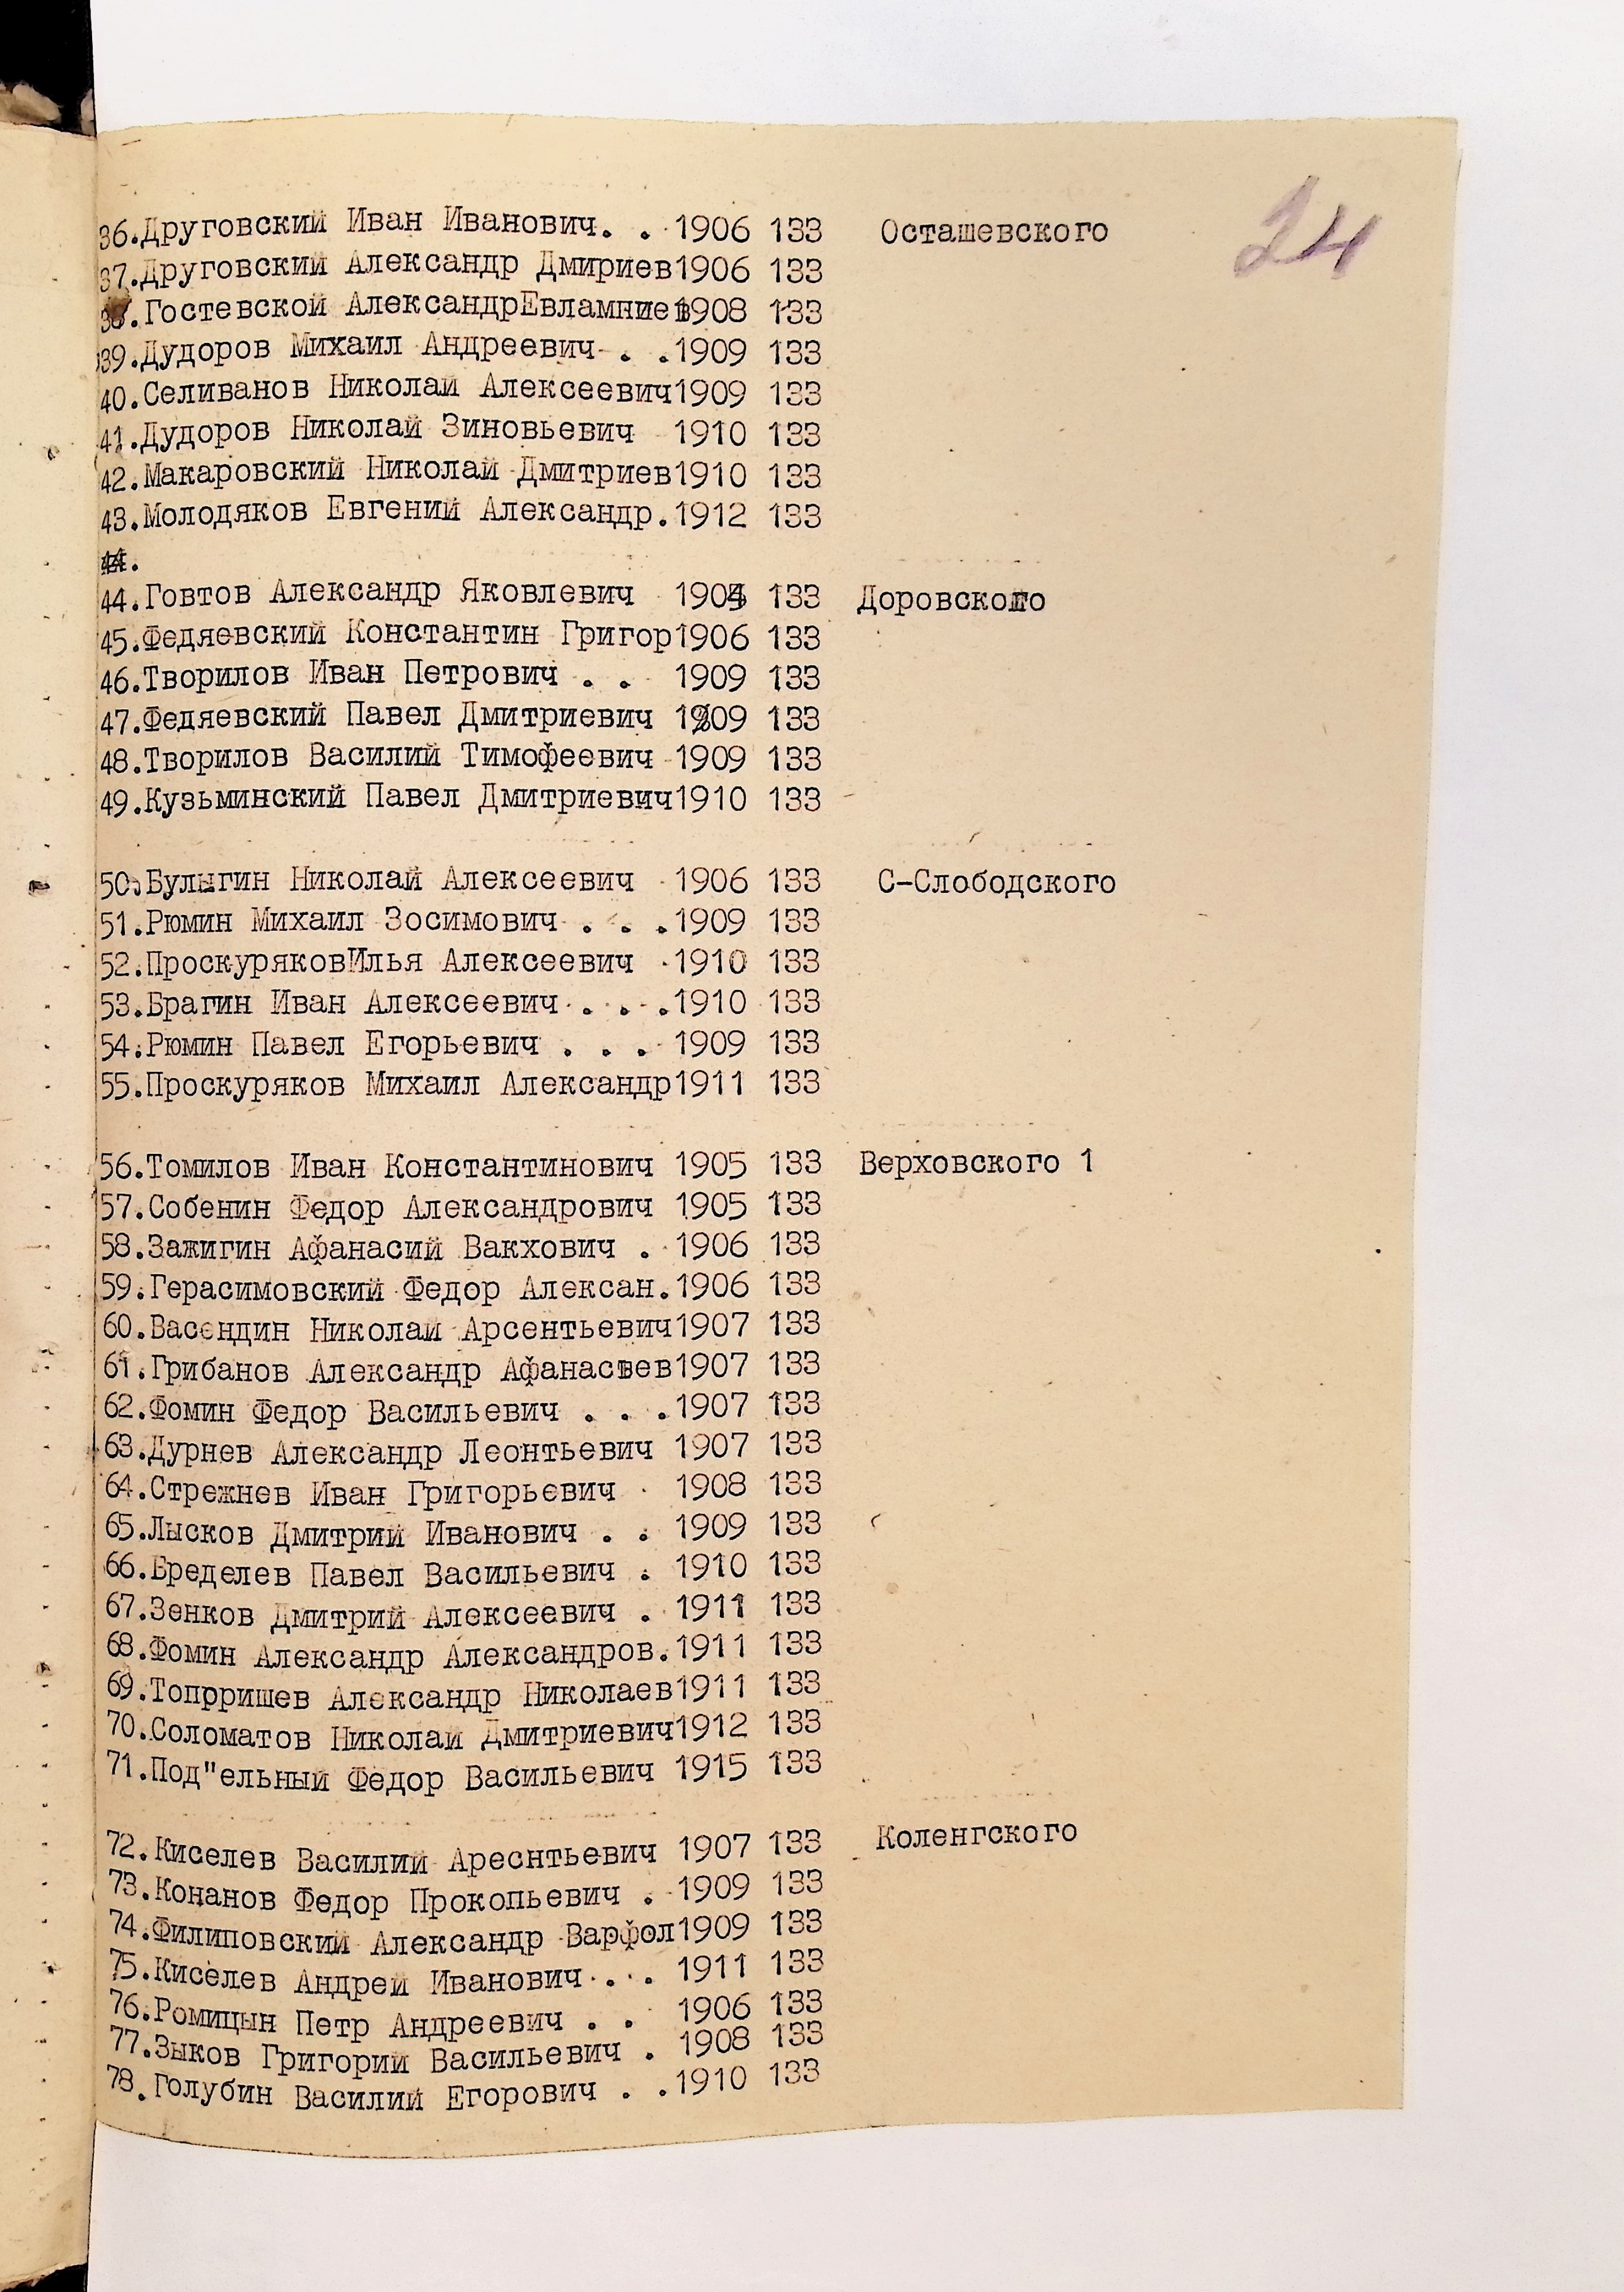 24
36.Друговский Иван Иванович. . 1906 133 Осташевского
37.Друговский Александр Дмириев1906 133
38.Гостевской АлександрЕвлампиев1908 133
39.Дудоров Михаил Андреевич . .1909 133
40.Селиванов Николай Алексеевич1909 133
41.Дудоров Николай Зиновьевич 1910 133
42.Макаровский Николай Дмитриев1910 133
43.Молодяков Евгений Александр.1912 133
44.
44.Говтов Александр Яковлевич 133 Доровского
45.Федяевский Константин Григор1906 133
46.Творилов Иван Петрович . . 1909 133
47.Федяевский Павел Дмитриевич 1909 133
48.Творилов Василий Тимофеевич 1909 133
49.Кузьминский Павел Дмитриевич1910 133
50.Булыгин Николай Алексеевич 1906 133 С-Слободского
51.Рюмин Михаил Зосимович . . .1909 133
52.ПроскуряковИлья Алексеевич 1910 133
53.Брагин Иван Алексеевич . . .1910 133
54.Рюмин Павел Егорьевич . . . 1909 133
55.Проскуряков Михаил Александр1911 133
56.Томилов Иван Константинович 1905 133 Верховского 1
57.Собенин Федор Александрович 1905 133
58.Зажигин Афанасий Вакхович . 1906 133
59.Герасимовский Федор Алексан.1906 133
60.Васендин Николай Арсентьевич1907 133
61.Грибанов Александр Афанасьев1907 133
62.Фомин Федор Васильевич . . .1907 133
63.Дурнев Александр Леонтьевич 1907 133
64.Стрежнев Иван Григорьевич 1908 133
65.Лысков Дмитрий Иванович . . 1909 133
66.Бределев Павел Васильевич . 1910 133
67.Зенков Дмитрий Алексеевич . 1911 133
68.Фомин Александр Александров.1911 133
69.Топрришев Александр Николаев1911 133
70.Соломатов Николай Дмитриевич1912 133
71.Под"ельный Федор Васильевич 1915 133
72.Киселев Василий Ареснтьевич 1907 133 Коленгского
73.Конанов Федор Прокопьевич . 1909 133
74.Филиповский Александр Варфол1909 133
75.Киселев Андрей Иванович . . 1911 133
76.Ромицын Петр Андреевич . . 1906 133
77.Зыков Григорий Васильевич . 1908 133
78.Голубин Василий Егорович . .1910 133